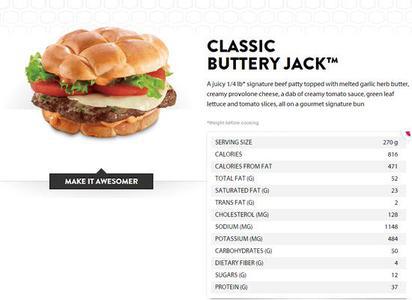 CLASSIC
BUTTERY JACK™
A juicy 1/4 lb* signature beef patty topped with melted garlic herb butter,
creamy provolone cheese, a dab of creamy tomato sauce, green leaf
lettuce and tomato slices, all on a gourmet signature bun
*Weight before cooking
MAKE IT AWESOMER
SERVING SIZE 270 g
CALORIES 816
CALORIES FROM FAT 471
TOTAL FAT (G) 52
SATURATED FAT (G) 23
TRANS FAT (G) 2
CHOLESTEROL (MG) 128
SODIUM (MG) 1148
POTASSIUM (MG) 484
CARBOHYDRATES (G) 50
DIETARY FIBER (G) 4
SUGARS (G) 12
PROTEIN (G) 37